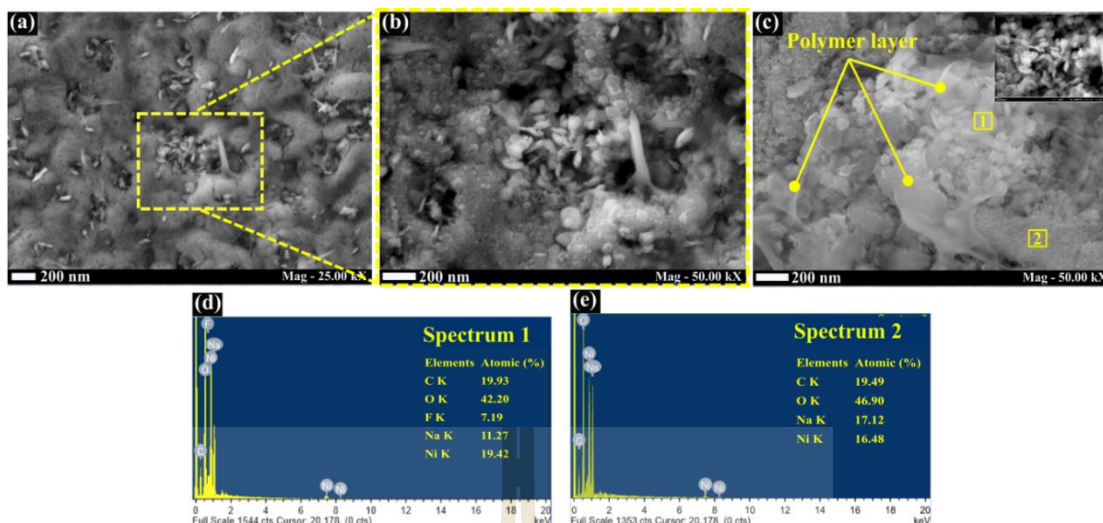 (a)
200 nm
Mag - 25.00 kX
(b)
200 nm
Mag - 50.00 kX
(c)
Polymer layer
1
2
200 nm
Mag - 50.00 kX
(d)
F
Na
Ni
O
C
Ni
Ni
Spectrum 1
Elements Atomic (%)
C K 19.93
O K 42.20
F K 7.19
Na K 11.27
Ni K 19.42
0 2 4 6 8 10 12 14 16 18 20
Full Scale 1544 cts Cursor: 20.178 (0 cts) keV
(e)
O
Ni
Na
C
Ni
Ni
Spectrum 2
Elements Atomic (%)
C K 19.49
O K 46.90
Na K 17.12
Ni K 16.48
0 2 4 6 8 10 12 14 16 18 20
Full Scale 1353 cts Cursor: 20.178 (0 cts) keV